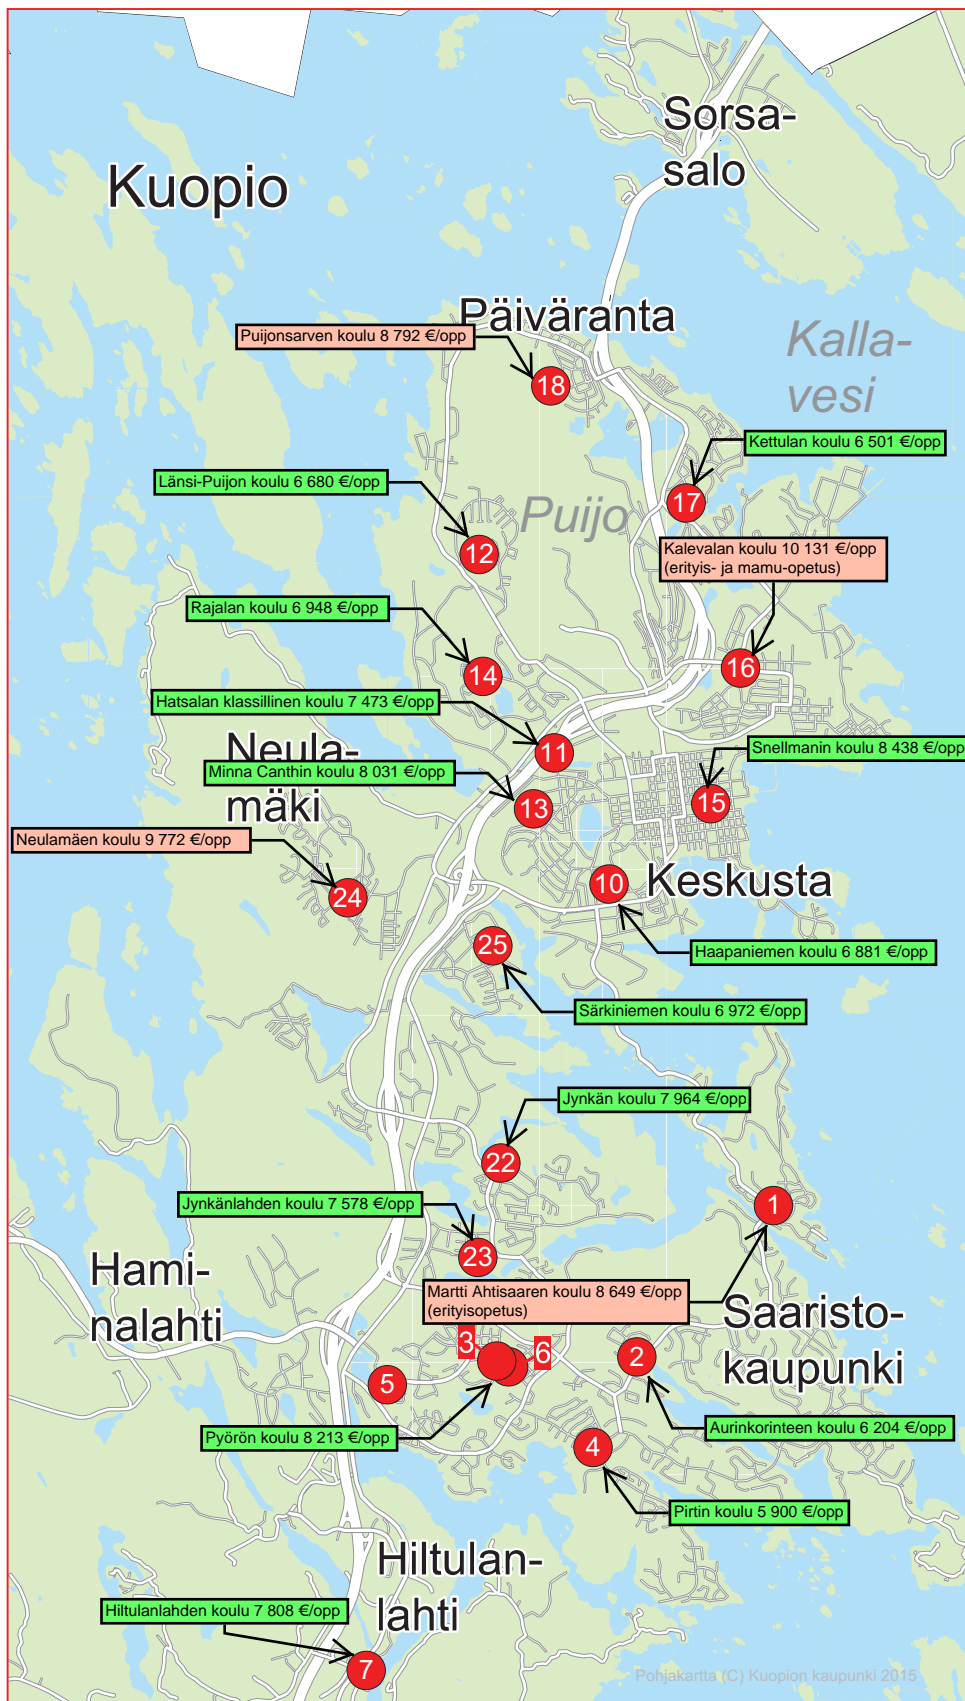 Sorsa-
salo
Kuopio
Päiväranta
Puijonsarven koulu 8 792 €/opp
Kalla-
vesi
18
Kettulan koulu 6 501 €/opp
Länsi-Puijon koulu 6 680 €/opp
17
Puijo
12
Kalevalan koulu 10 131 €/opp
(erityis- ja mamu-opetus)
Rajalan koulu 6 948 €/opp
16
14
Hatsalan klassillinen koulu 7 473 €/opp
Neula-
mäki
11
Snellmanin koulu 8 438 €/opp
Minna Canthin koulu 8 031 €/opp
13
15
Neulamäen koulu 9 772 €/opp
24
10
Keskusta
25
Haapaniemen koulu 6 881 €/opp
Särkiniemen koulu 6 972 €/opp
Jynkän koulu 7 964 €/opp
22
Jynkänlahden koulu 7 578 €/opp
1
23
Hami-
nalahti
Martti Ahtisaaren koulu 8 649 €/opp
(erityisopetus)
Saaristo-
kaupunki
3
6
2
5
Pyörön koulu 8 213 €/opp
Aurinkorinteen koulu 6 204 €/opp
4
Pirtin koulu 5 900 €/opp
Hiltulan-
lahti
Hiltulanlahden koulu 7 808 €/opp
7
Pohjakartta (C) Kuopion kaupunki 2015